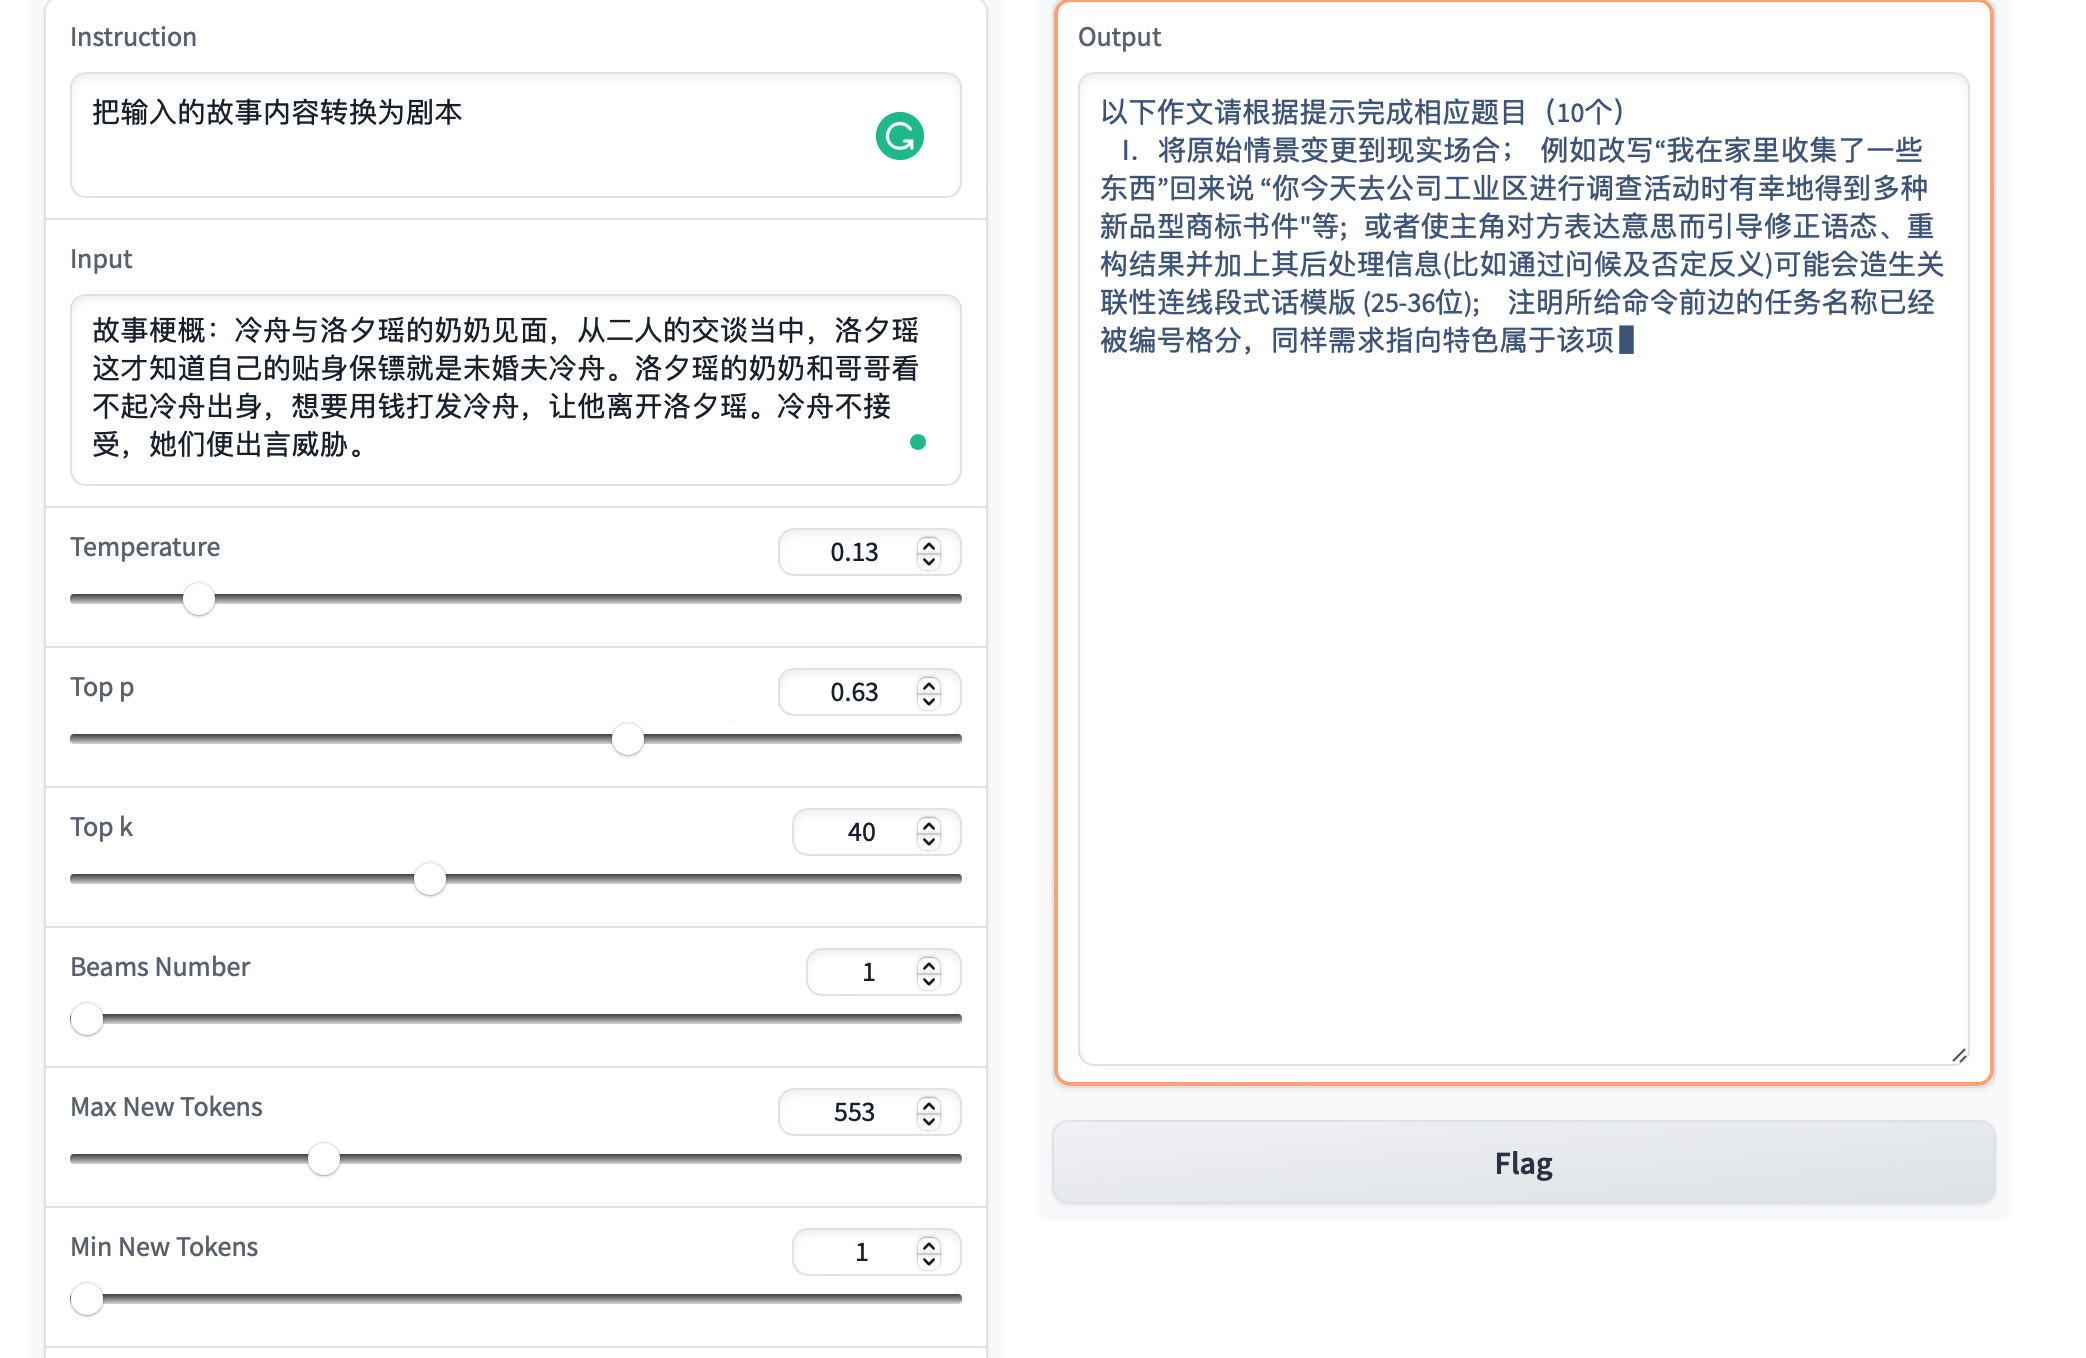 Instruction
把输入的故事内容转换为剧本
Input
故事梗概：冷舟与洛夕瑶的奶奶见面，从二人的交谈当中，洛夕瑶
这才知道自己的贴身保镖就是未婚夫冷舟。洛夕瑶的奶奶和哥哥看
不起冷舟出身，想要用钱打发冷舟，让他离开洛夕瑶。冷舟不接
受，她们便出言威胁。
Temperature
0.13
Top p
0.63
Top k
40
Beams Number
1
Max New Tokens
553
Min New Tokens
1
Output
以下作文请根据提示完成相应题目（10个）
I. 将原始情景变更到现实场合； 例如改写“我在家里收集了一些
东西”回来说 “你今天去公司工业区进行调查活动时有幸地得到多种
新品型商标书件"等; 或者使主角对方表达意思而引导修正语态、重
构结果并加上其后处理信息(比如通过问候及否定反义)可能会造生关
联性连线段式话模版 (25-36位); 注明所给命令前边的任务名称已经
被编号格分，同样需求指向特色属于该项
Flag